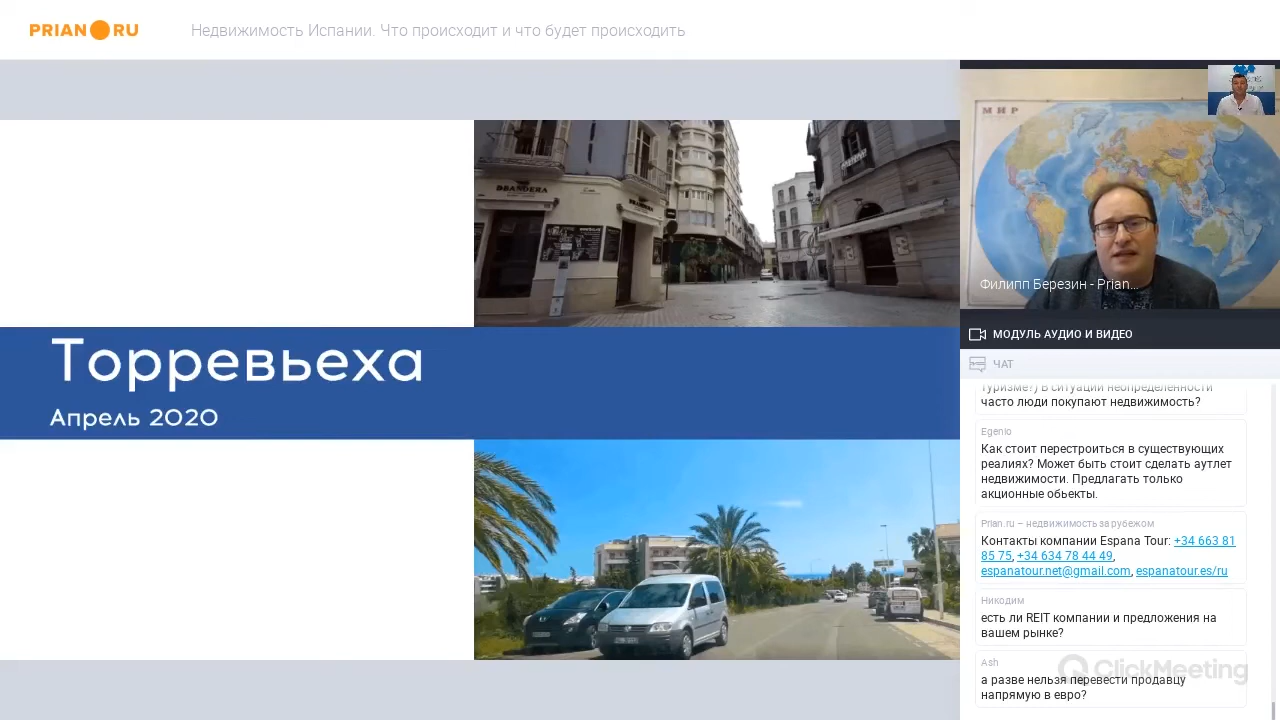 PRIAN RU
Недвижимость Испании. Что происходит и что будет происходить
BBANDERA
Торревьеха
Апрель 2020
МИР
Филипп Березин - Prian...
МОДУЛЬ АУДИО И ВИДЕО
ЧАТ
туризме?) В ситуации неопределенности
часто люди покупают недвижимость?
Egenio
Как стоит перестроиться в существующих
реалиях? Может быть стоит сделать аутлет
недвижимости. Предлагать только
акционные обьекты.
Prian.ru – недвижимость за рубежом
Контакты компании Espana Tour: +34 663 81
85 75, +34 634 78 44 49,
espanatour.net@gmail.com, espanatour.es/ru
Никодим
есть ли REIT компании и предложения на
вашем рынке?
Ash
а разве нельзя перевести продавцу
напрямую в евро?
ClickMeeting